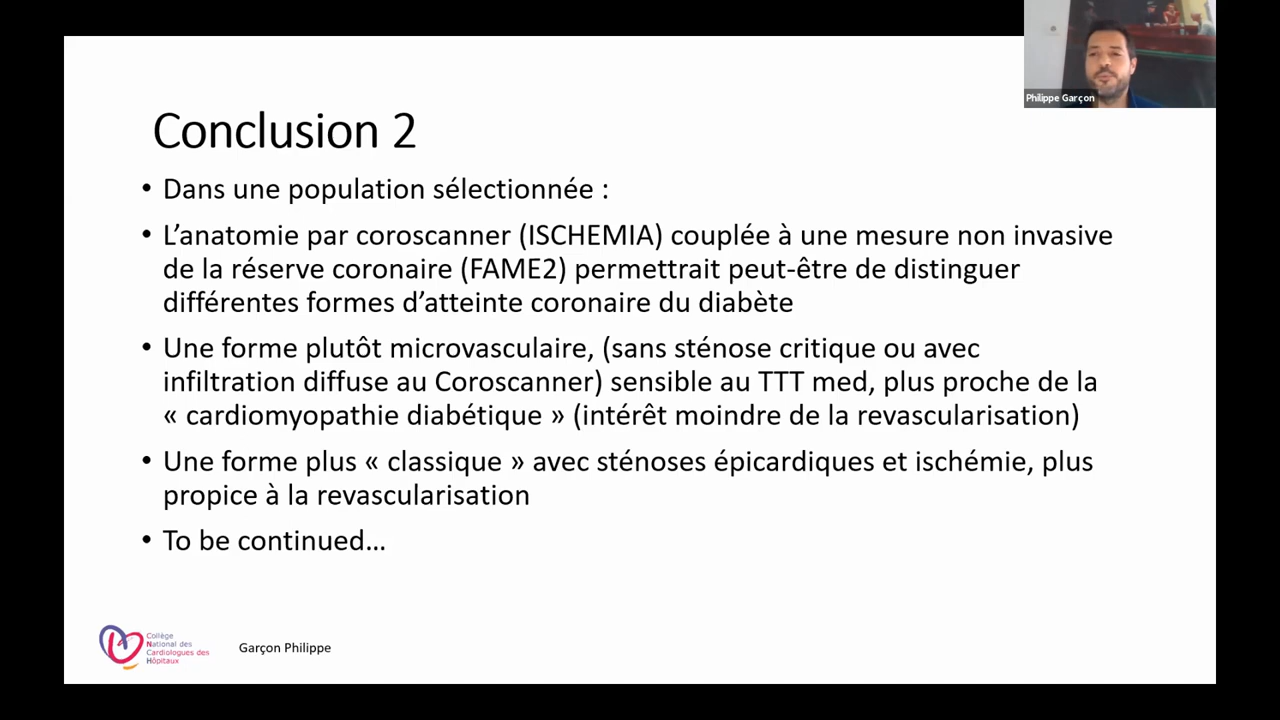 Philippe Garçon
Conclusion 2
• Dans une population sélectionnée :
• L’anatomie par coroscanner (ISCHEMIA) couplée à une mesure non invasive
de la réserve coronaire (FAME2) permettrait peut-être de distinguer
différentes formes d’atteinte coronaire du diabète
• Une forme plutôt microvasculaire, (sans sténose critique ou avec
infiltration diffuse au Coroscanner) sensible au TTT med, plus proche de la
« cardiomyopathie diabétique » (intérêt moindre de la revascularisation)
• Une forme plus « classique » avec sténoses épicardiques et ischémie, plus
propice à la revascularisation
• To be continued…
Collège
National des
Cardiologues des
Hôpitaux
Garçon Philippe